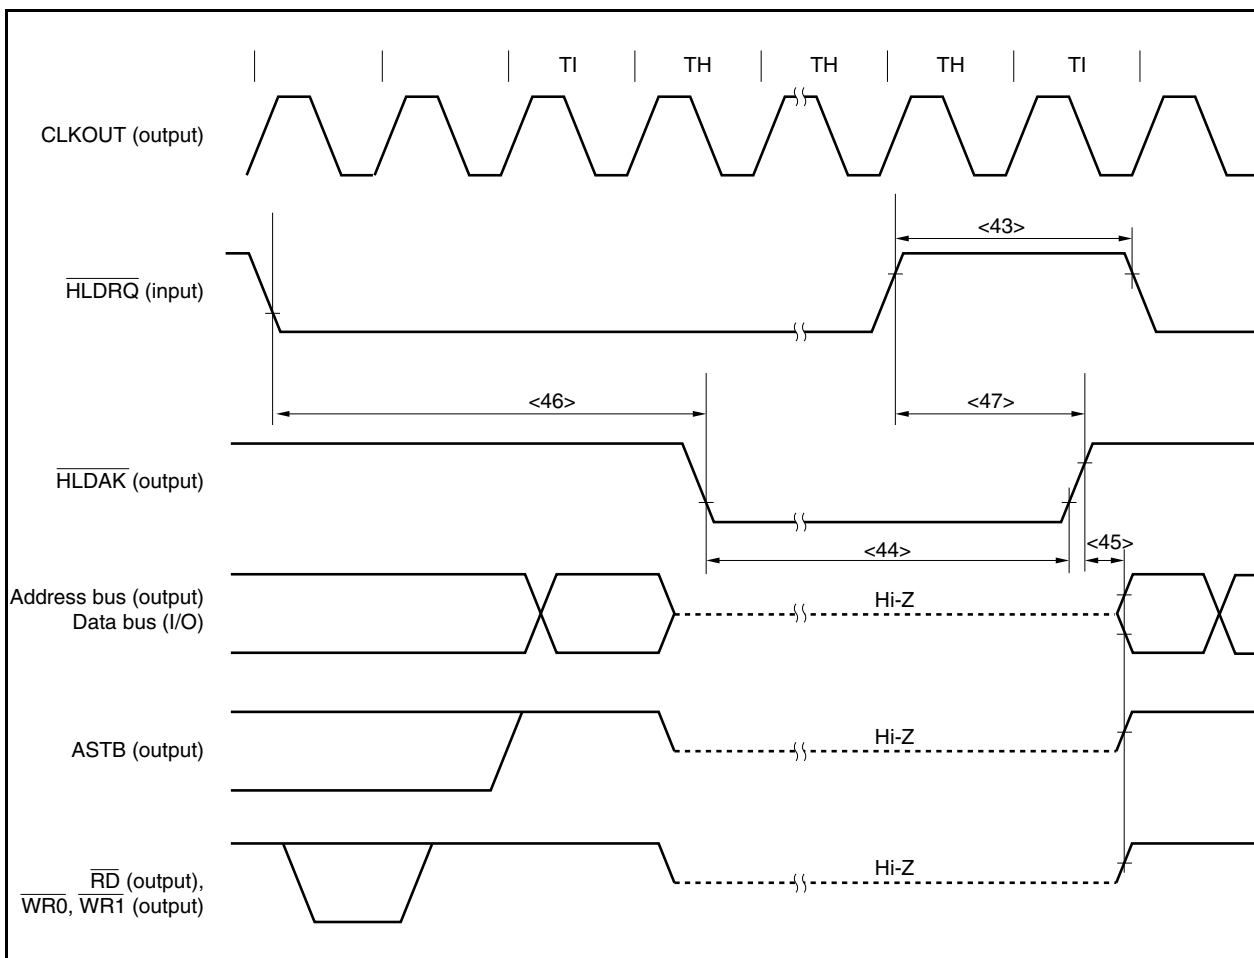 TI TH TH TH TI
CLKOUT (output)
<43>
HLDRQ (input)
<46> <47>
HLDAK (output)
<44> <45>
Address bus (output)
Data bus (I/O)
Hi-Z
ASTB (output)
Hi-Z
RD (output),
WR0, WR1 (output)
Hi-Z